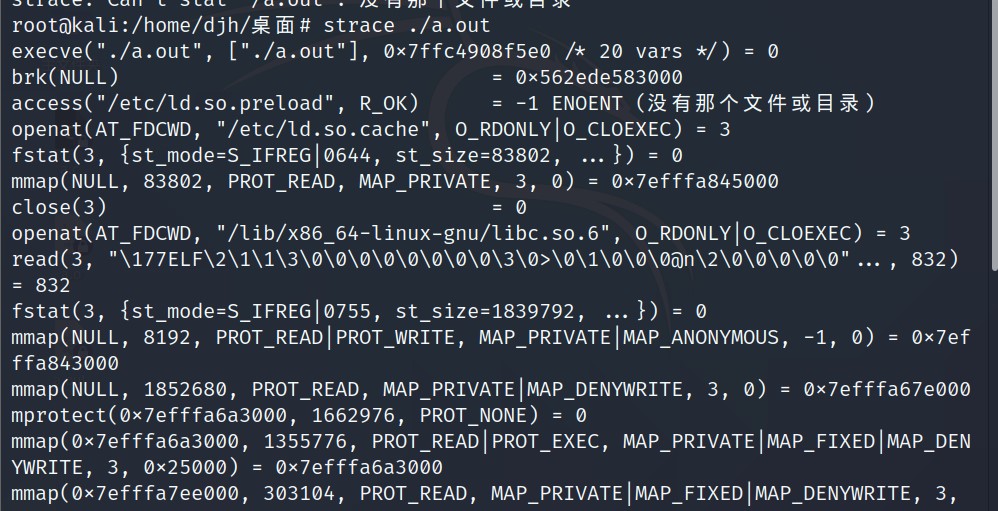 strace: Can't stat '/a.out': 没有那个文件或目录
root@kali:/home/djh/桌面# strace ./a.out
execve("./a.out", ["./a.out"], 0×7ffc4908f5e0 /* 20 vars */) = 0
brk(NULL)                               = 0×562ede583000
access("/etc/ld.so.preload", R_OK)      = -1 ENOENT (没有那个文件或目录)
openat(AT_FDCWD, "/etc/ld.so.cache", O_RDONLY|O_CLOEXEC) = 3
fstat(3, {st_mode=S_IFREG|0644, st_size=83802, ...}) = 0
mmap(NULL, 83802, PROT_READ, MAP_PRIVATE, 3, 0) = 0×7efffa845000
close(3)                                = 0
openat(AT_FDCWD, "/lib/x86_64-linux-gnu/libc.so.6", O_RDONLY|O_CLOEXEC) = 3
read(3, "\177ELF\2\1\1\3\0\0\0\0\0\0\0\0\3\0>\0\1\0\0\0@n\2\0\0\0\0\0"..., 832)
= 832
fstat(3, {st_mode=S_IFREG|0755, st_size=1839792, ...}) = 0
mmap(NULL, 8192, PROT_READ|PROT_WRITE, MAP_PRIVATE|MAP_ANONYMOUS, -1, 0) = 0×7ef
ffa843000
mmap(NULL, 1852680, PROT_READ, MAP_PRIVATE|MAP_DENYWRITE, 3, 0) = 0×7efffa67e000
mprotect(0×7efffa6a3000, 1662976, PROT_NONE) = 0
mmap(0×7efffa6a3000, 1355776, PROT_READ|PROT_EXEC, MAP_PRIVATE|MAP_FIXED|MAP_DEN
YWRITE, 3, 0×25000) = 0×7efffa6a3000
mmap(0×7efffa7ee000, 303104, PROT_READ, MAP_PRIVATE|MAP_FIXED|MAP_DENYWRITE, 3,